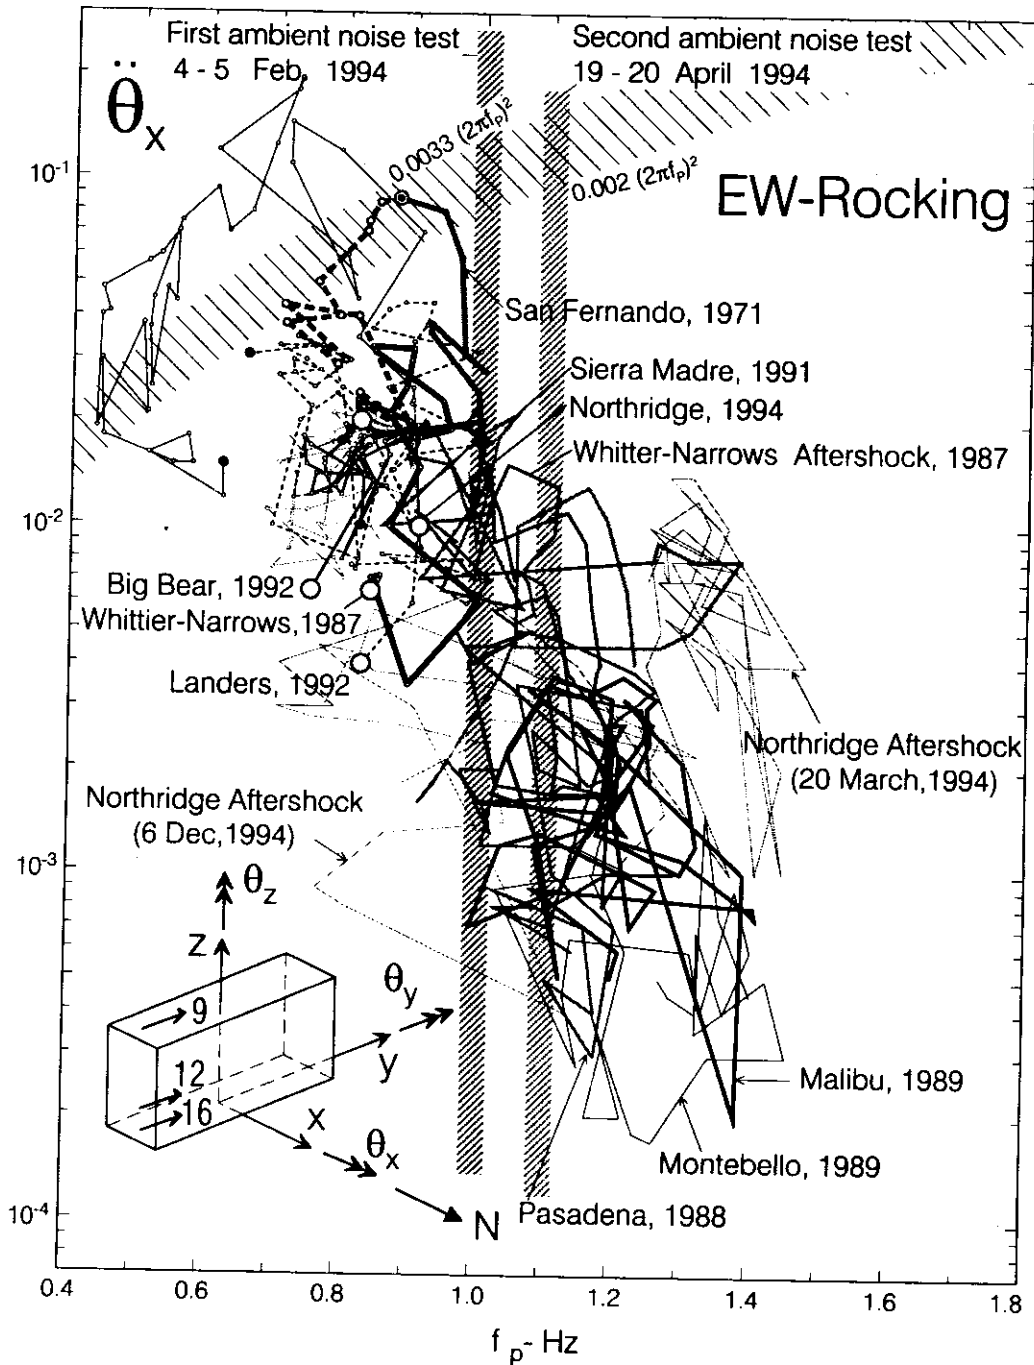 First ambient noise test
4 - 5 Feb, 1994
Second ambient noise test
19 - 20 April 1994
θ̈x
0.0033 (2πfp)²
0.002 (2πfp)²
EW-Rocking
San Fernando, 1971
Sierra Madre, 1991
Northridge, 1994
Whitter-Narrows Aftershock, 1987
Big Bear, 1992
Whittier-Narrows, 1987
Landers, 1992
Northridge Aftershock
(20 March, 1994)
Northridge Aftershock
(6 Dec, 1994)
Malibu, 1989
Montebello, 1989
Pasadena, 1988
θz
z
θy
y
9
12
16
x
θx
N
10⁻¹
10⁻²
10⁻³
10⁻⁴
0.4 0.6 0.8 1.0 1.2 1.4 1.6 1.8
fp - Hz